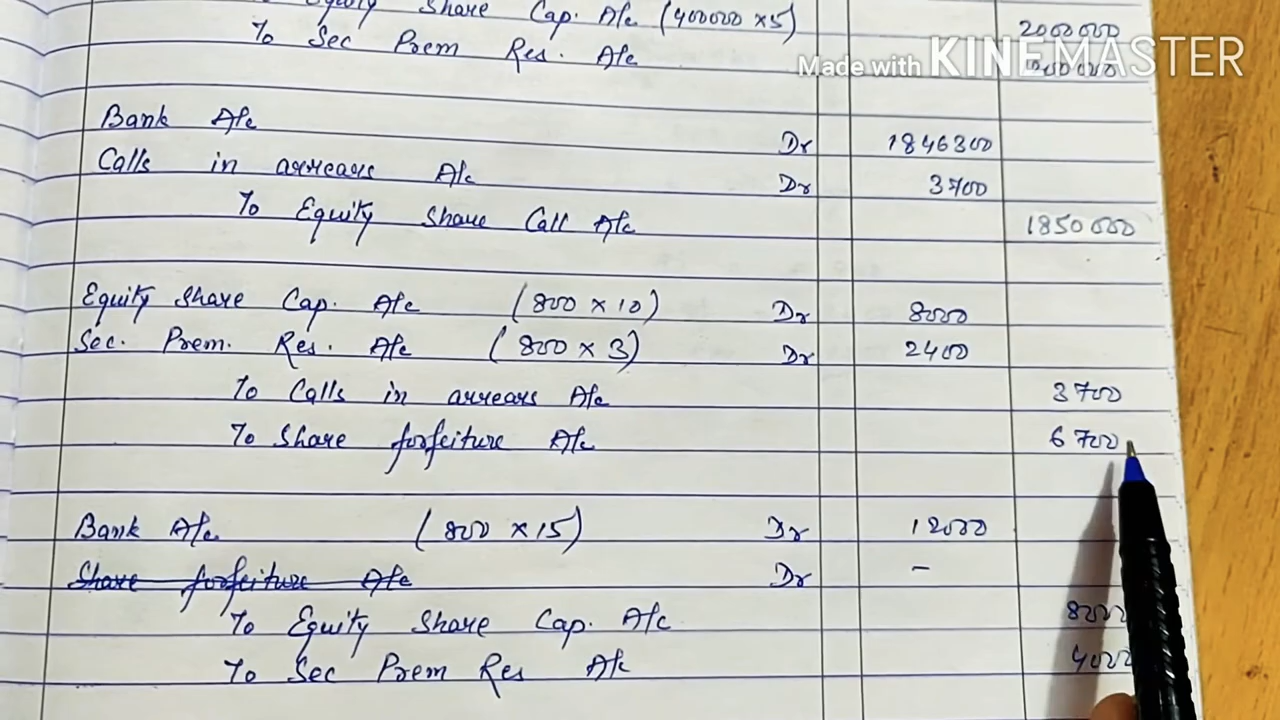 Equity Share Cap. A/c (400000 × 5) 2000000
To Sec Prem Res. A/c
Made with KINEMASTER
Bank A/c Dr 1846300
Calls in arrears A/c Dr 3700
To Equity Share Call A/c 1850000
Equity Share Cap. A/c (800 × 10) Dr 8000
Sec. Prem. Res. A/c (800 × 3) Dr 2400
To Calls in arrears A/c 3700
To Share forfeiture A/c 6700
Bank A/c (800 × 15) Dr 12000
Share forfeiture A/c Dr –
To Equity Share Cap. A/c 8000
To Sec Prem Res A/c 4000